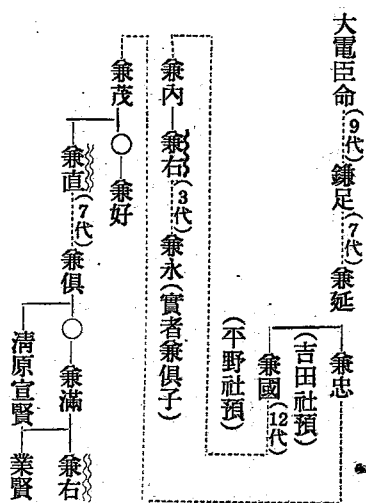 大電臣命(9代)鎌足(7代)兼延
兼忠
(吉田社預)
兼國(12代)
(平野社預)
兼内 兼右(3代)兼永(實者兼倶子)
兼茂 兼好
兼直(7代)兼倶
兼滿 兼右
清原宣賢 業賢